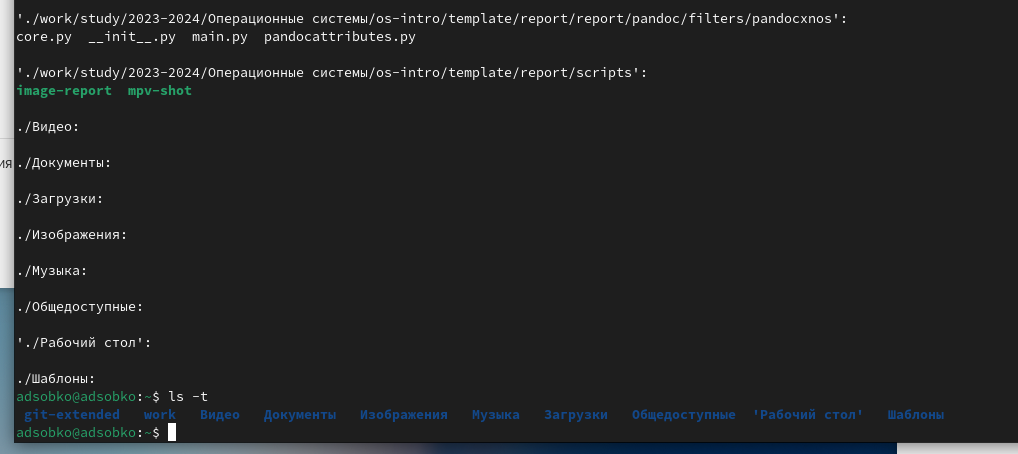 './work/study/2023-2024/Операционные системы/os-intro/template/report/report/pandoc/filters/pandocxnos':
core.py  __init__.py  main.py  pandocattributes.py
'./work/study/2023-2024/Операционные системы/os-intro/template/report/scripts':
image-report  mpv-shot
./Видео:
ия
./Документы:
./Загрузки:
./Изображения:
./Музыка:
./Общедоступные:
'./Рабочий стол':
./Шаблоны:
adsobko@adsobko:~$ ls -t
git-extended  work  Видео  Документы  Изображения  Музыка  Загрузки  Общедоступные  'Рабочий стол'  Шаблоны
adsobko@adsobko:~$